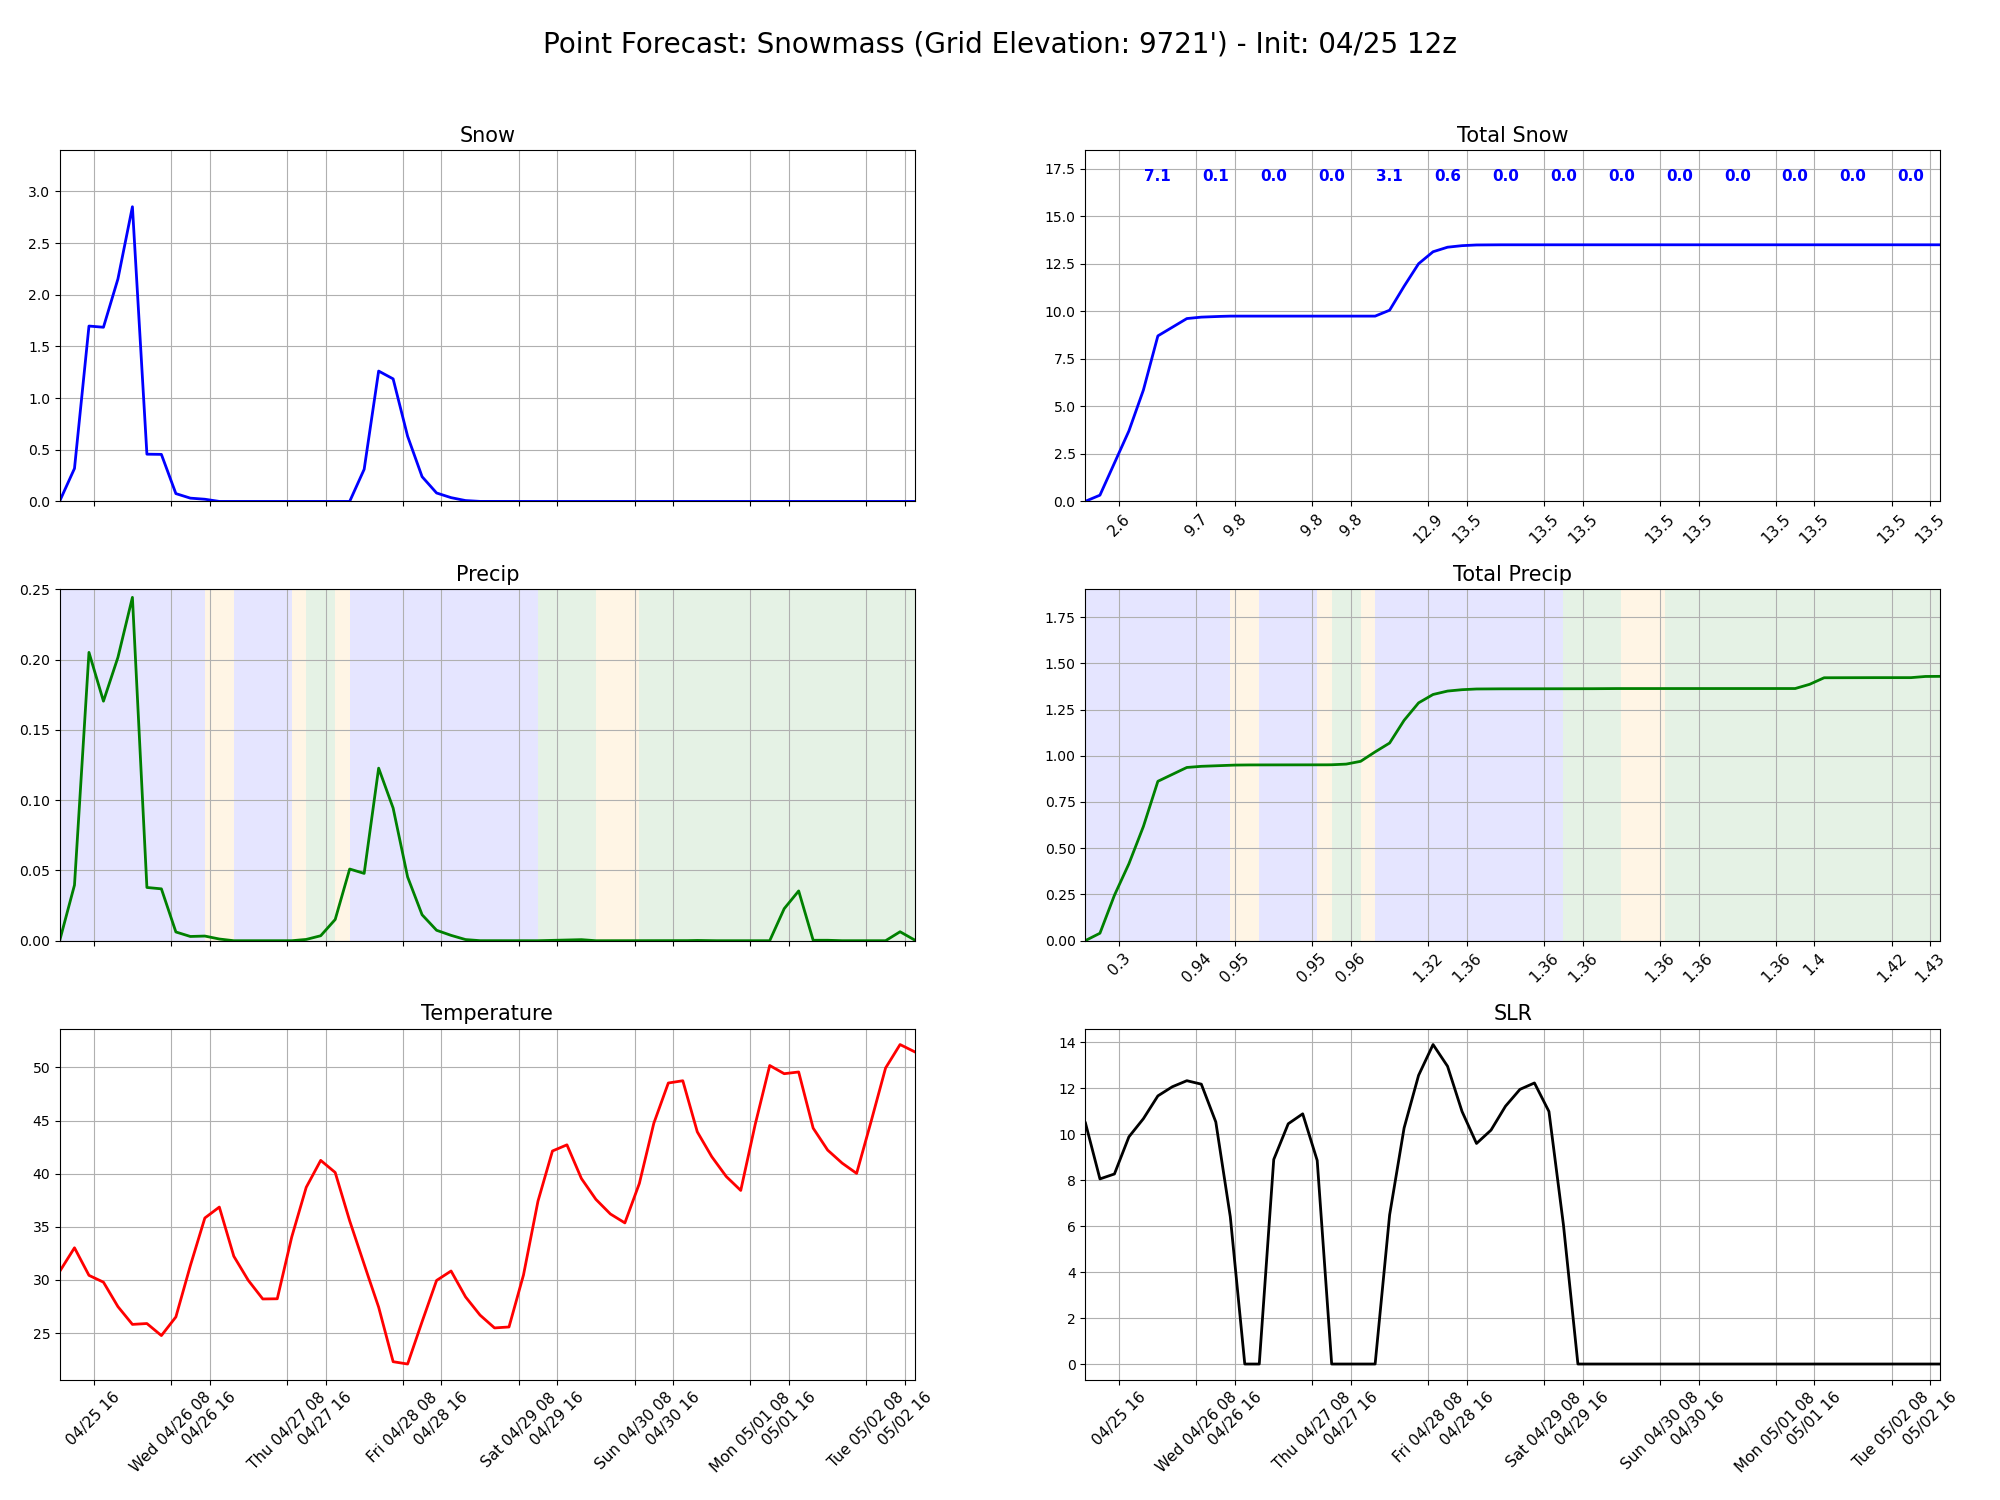 Point Forecast: Snowmass (Grid Elevation: 9721') - Init: 04/25 12z
Snow
3.0
2.5
2.0
1.5
1.0
0.5
0.0
Total Snow
7.1 0.1 0.0 0.0 3.1 0.6 0.0 0.0 0.0 0.0 0.0 0.0 0.0 0.0
17.5
15.0
12.5
10.0
7.5
5.0
2.5
0.0
2.6 9.7 9.8 9.8 9.8 12.9 13.5 13.5 13.5 13.5 13.5 13.5 13.5 13.5 13.5
Precip
0.25
0.20
0.15
0.10
0.05
0.00
Total Precip
1.75
1.50
1.25
1.00
0.75
0.50
0.25
0.00
0.3 0.94 0.95 0.95 0.96 1.32 1.36 1.36 1.36 1.36 1.36 1.36 1.4 1.42 1.43
Temperature
50
45
40
35
30
25
04/25 16
Wed 04/26 08
04/26 16
Thu 04/27 08
04/27 16
Fri 04/28 08
04/28 16
Sat 04/29 08
04/29 16
Sun 04/30 08
04/30 16
Mon 05/01 08
05/01 16
Tue 05/02 08
05/02 16
SLR
14
12
10
8
6
4
2
0
04/25 16
Wed 04/26 08
04/26 16
Thu 04/27 08
04/27 16
Fri 04/28 08
04/28 16
Sat 04/29 08
04/29 16
Sun 04/30 08
04/30 16
Mon 05/01 08
05/01 16
Tue 05/02 08
05/02 16